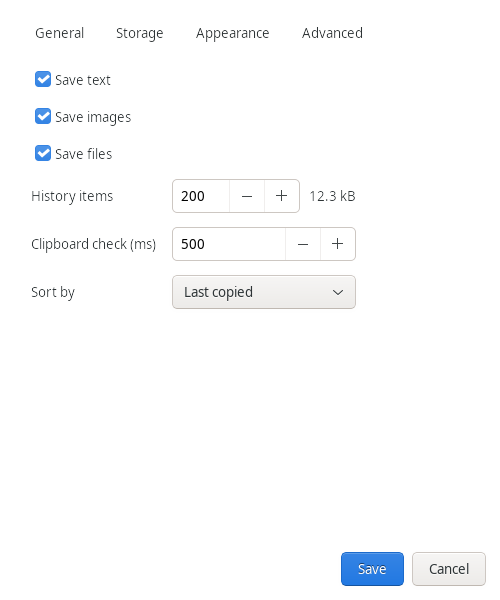 General Storage Appearance Advanced
Save text
Save images
Save files
History items 200 12.3 kB
Clipboard check (ms) 500
Sort by Last copied
Save Cancel